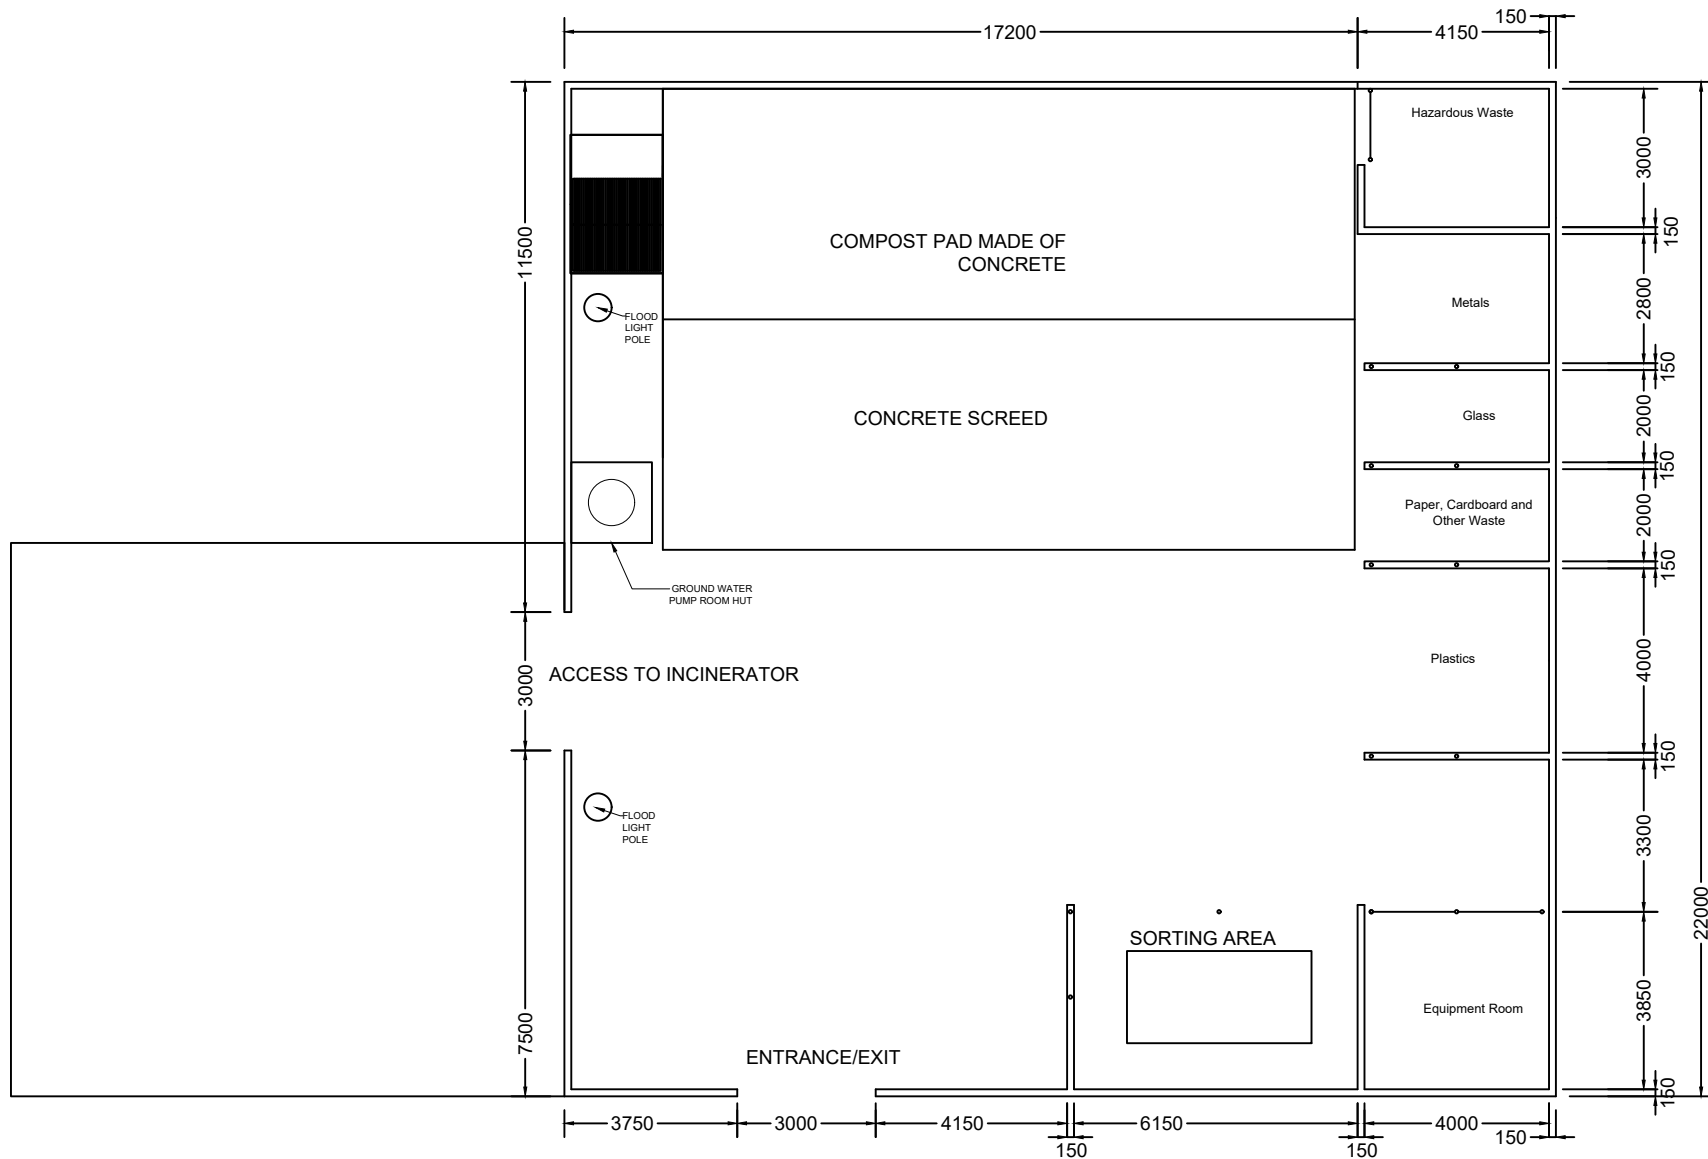 150
17200
4150
Hazardous Waste
3000
150
11500
COMPOST PAD MADE OF
CONCRETE
Metals
2800
FLOOD
LIGHT
POLE
150
CONCRETE SCREED
Glass
2000
150
Paper, Cardboard and
Other Waste
2000
150
GROUND WATER
PUMP ROOM HUT
3000
ACCESS TO INCINERATOR
Plastics
4000
150
FLOOD
LIGHT
POLE
3300
22000
SORTING AREA
7500
Equipment Room
3850
ENTRANCE/EXIT
150
3750
3000
4150
6150
4000
150
150
150